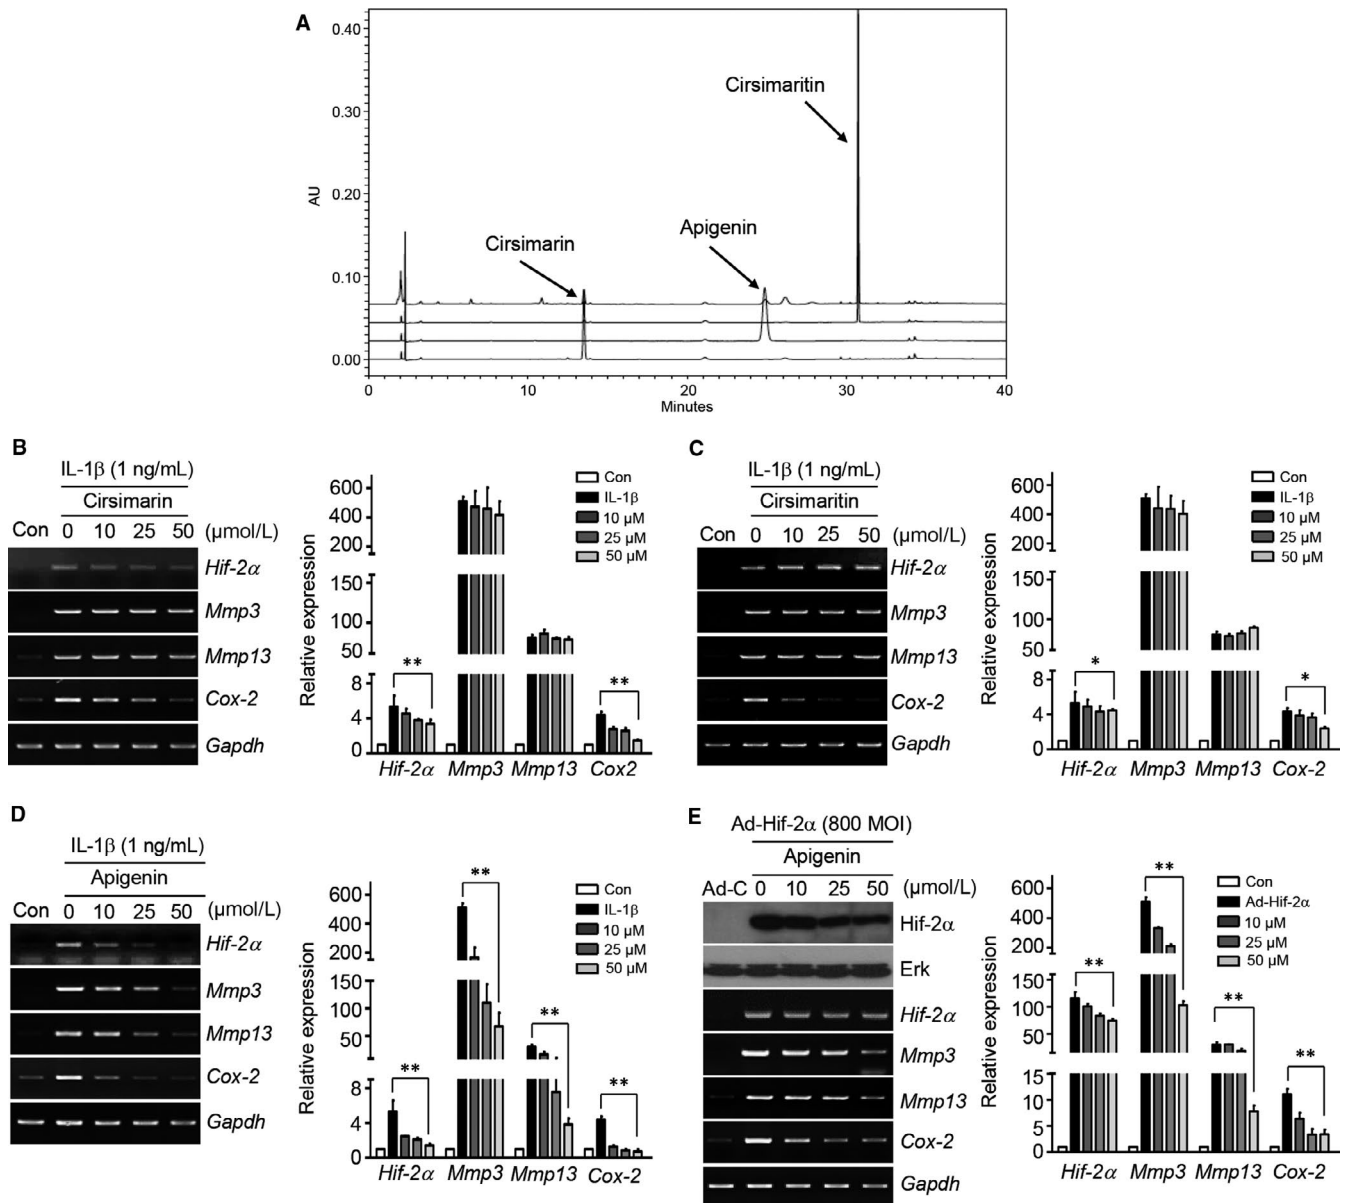 A
0.40
0.30
0.20
0.10
0.00
AU
Cirsimarin
Apigenin
Cirsimaritin
0 10 20 30 40
Minutes
B
IL-1β (1 ng/mL)
Cirsimarin
Con 0 10 25 50 (μmol/L)
Hif-2α
Mmp3
Mmp13
Cox-2
Gapdh
Relative expression
600
400
200
150
100
50
8
4
0
** **
Con
IL-1β
10 μM
25 μM
50 μM
Hif-2α Mmp3 Mmp13 Cox2
C
IL-1β (1 ng/mL)
Cirsimaritin
Con 0 10 25 50 (μmol/L)
Hif-2α
Mmp3
Mmp13
Cox-2
Gapdh
Relative expression
600
400
200
150
100
50
8
4
0
* *
Con
IL-1β
10 μM
25 μM
50 μM
Hif-2α Mmp3 Mmp13 Cox-2
D
IL-1β (1 ng/mL)
Apigenin
Con 0 10 25 50 (μmol/L)
Hif-2α
Mmp3
Mmp13
Cox-2
Gapdh
Relative expression
600
400
200
150
100
50
8
4
0
** ** ** **
Con
IL-1β
10 μM
25 μM
50 μM
Hif-2α Mmp3 Mmp13 Cox-2
E
Ad-Hif-2α (800 MOI)
Apigenin
Ad-C 0 10 25 50 (μmol/L)
Hif-2α
Erk
Hif-2α
Mmp3
Mmp13
Cox-2
Gapdh
Relative expression
600
400
200
150
100
50
15
10
5
0
** ** ** **
Con
Ad-Hif-2α
10 μM
25 μM
50 μM
Hif-2α Mmp3 Mmp13 Cox-2